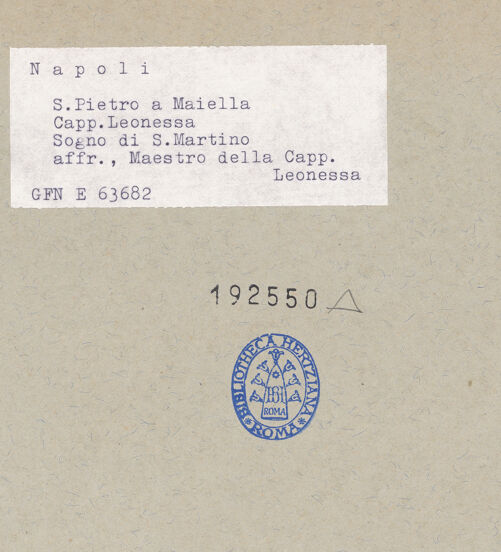 N a p o l i
S.Pietro a Maiella
Capp.Leonessa
Sogno di S.Martino
affr., Maestro della Capp.
Leonessa
GFN E 63682
192550
BIBLIOTHECA HERTZIANA
BH
ROMA
* ROMA *